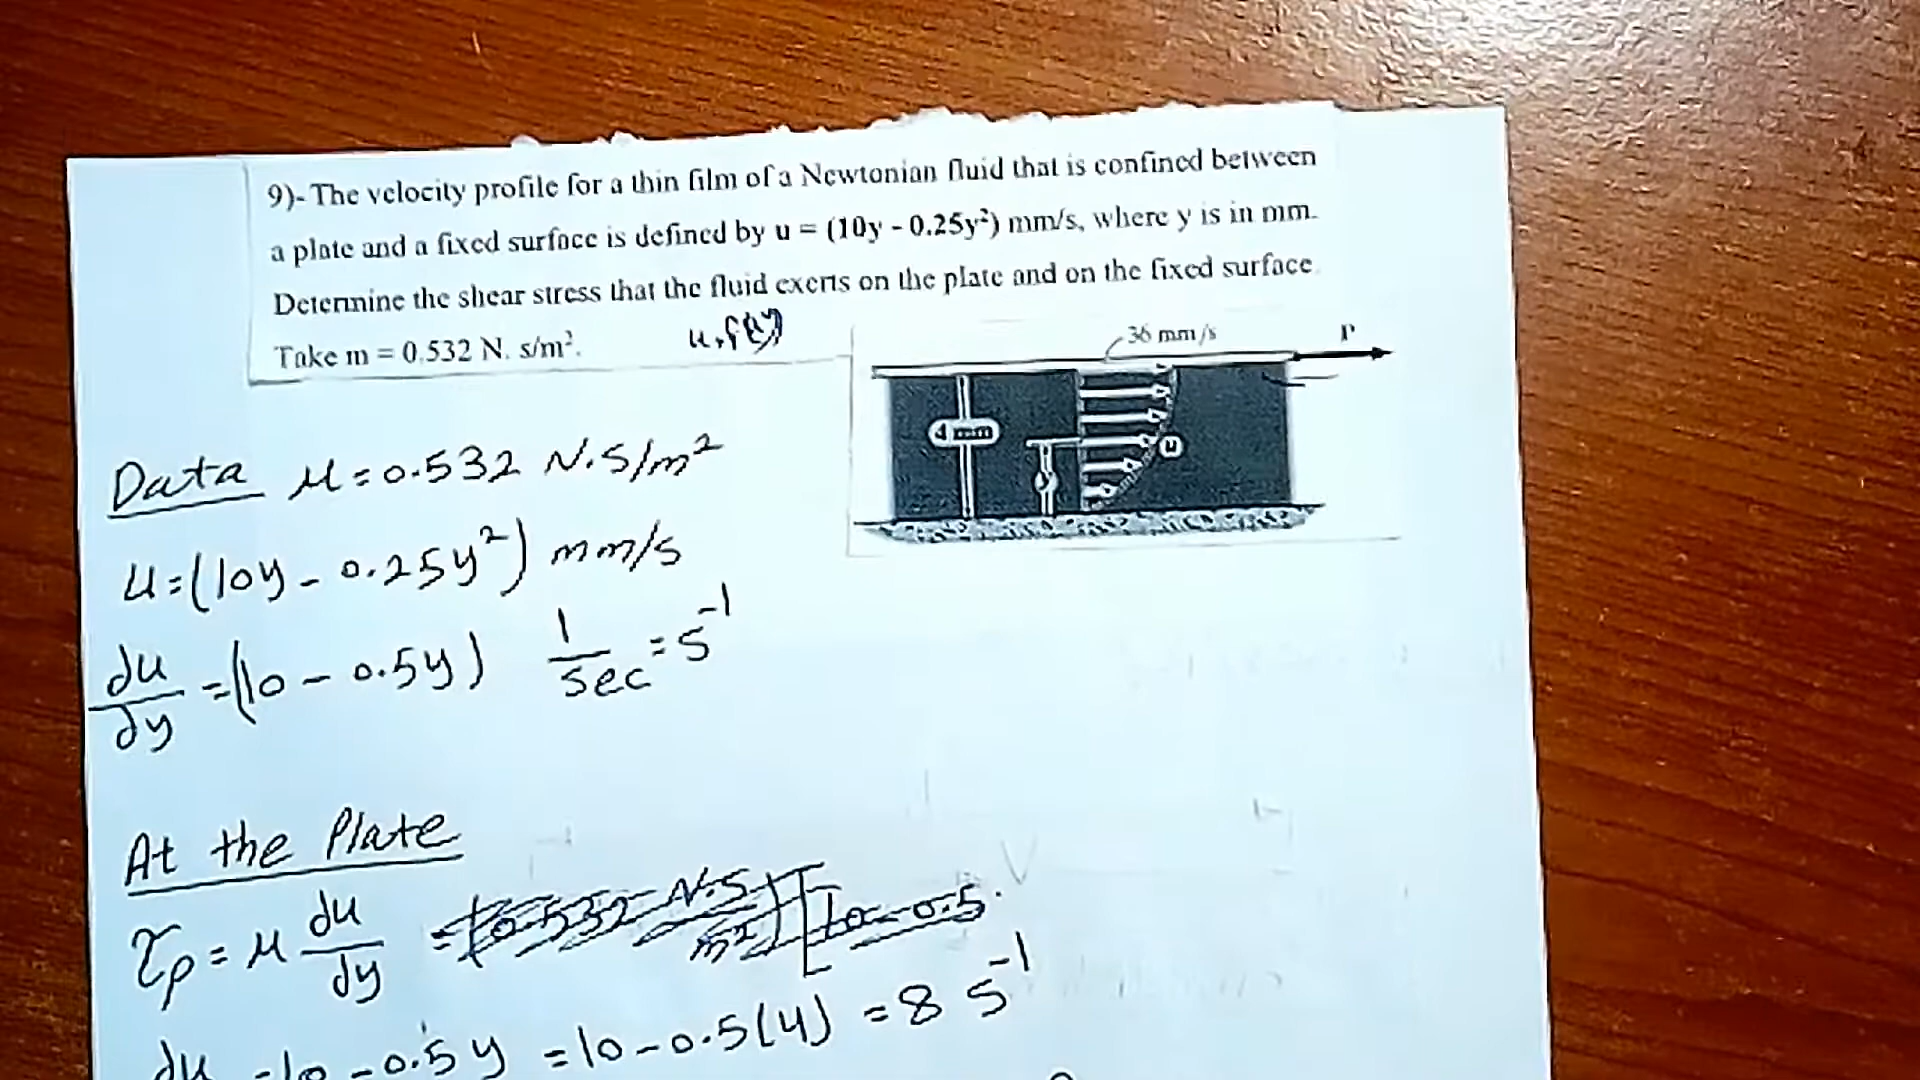 9)- The velocity profile for a thin film of a Newtonian fluid that is confined between
a plate and a fixed surface is defined by u = (10y - 0.25y²) mm/s, where y is in mm.
Determine the shear stress that the fluid exerts on the plate and on the fixed surface.
Take m = 0.532 N. s/m².
36 mm/s P
4 mm
u
y
Data μ = 0.532 N.S/m²
u = (10y - 0.25y²) mm/s
du/dy = (10 - 0.5y) 1/sec = s⁻¹
At the Plate
τp = μ du/dy
du = 10 - 0.5y = 10 - 0.5(4) = 8 s⁻¹